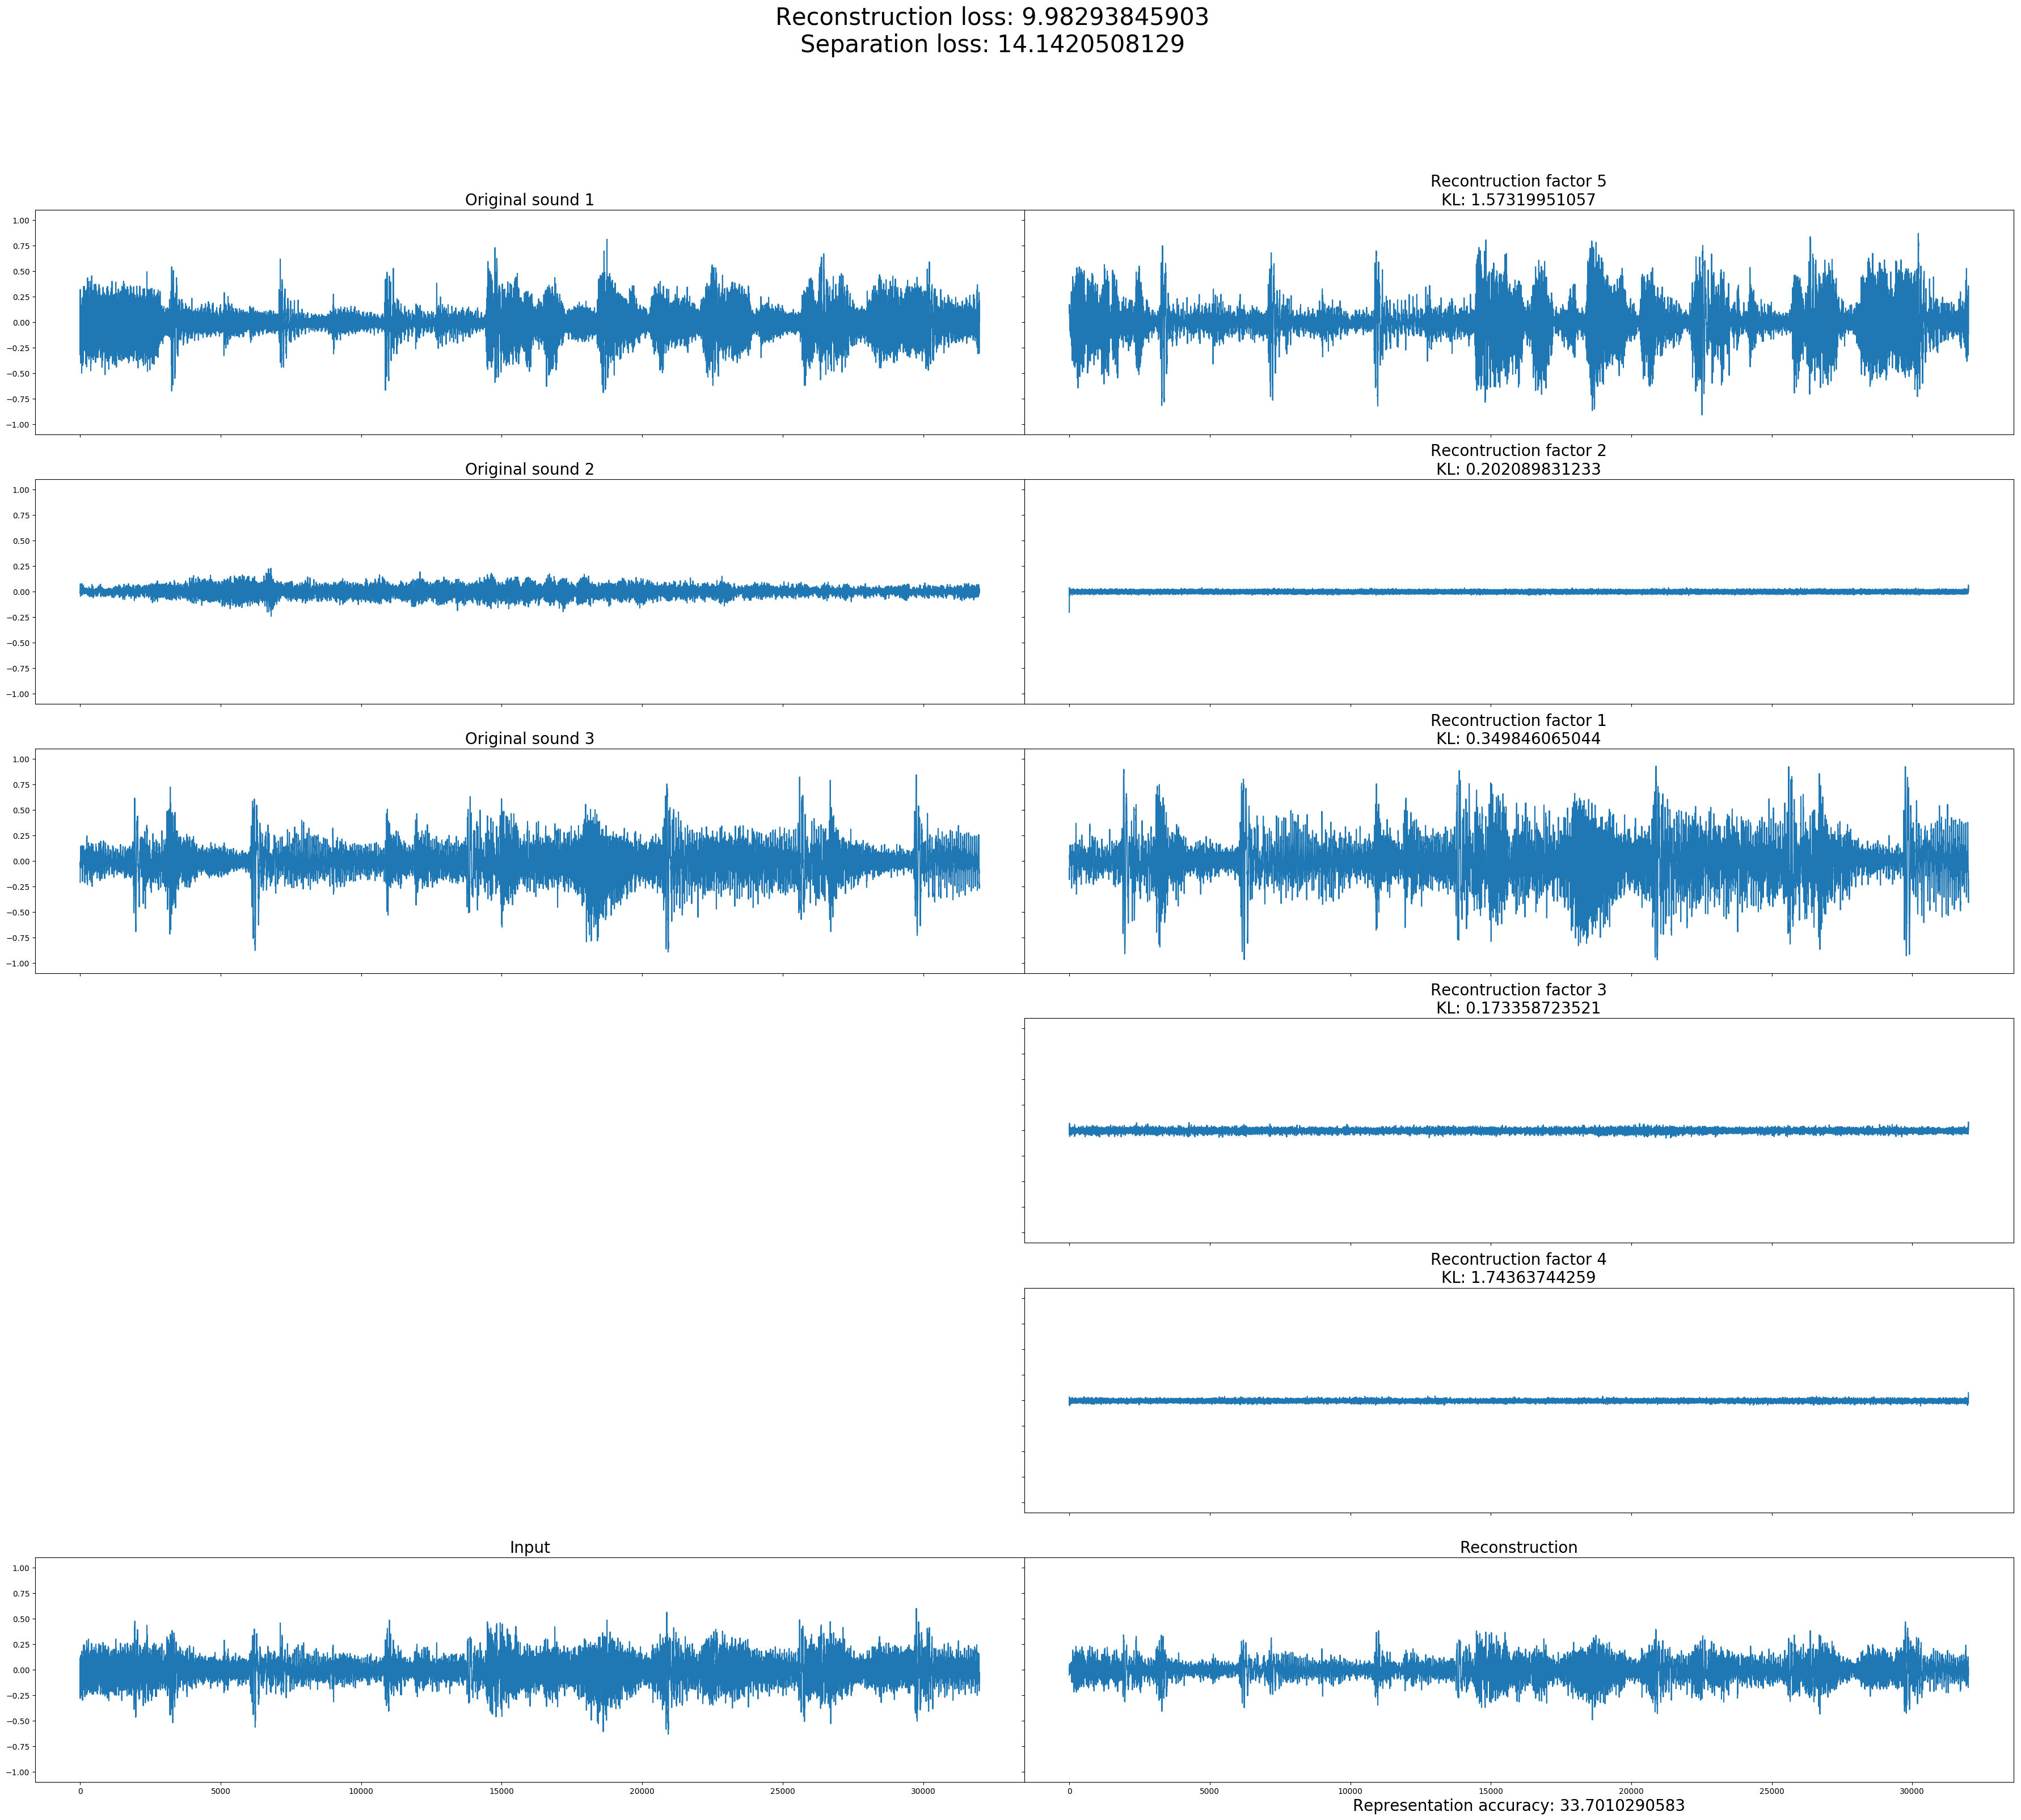 Reconstruction loss: 9.98293845903
Separation loss: 14.1420508129
Original sound 1
Recontruction factor 5
KL: 1.57319951057
1.00
0.75
0.50
0.25
0.00
−0.25
−0.50
−0.75
−1.00
Original sound 2
Recontruction factor 2
KL: 0.202089831233
1.00
0.75
0.50
0.25
0.00
−0.25
−0.50
−0.75
−1.00
Original sound 3
Recontruction factor 1
KL: 0.349846065044
1.00
0.75
0.50
0.25
0.00
−0.25
−0.50
−0.75
−1.00
Recontruction factor 3
KL: 0.173358723521
Recontruction factor 4
KL: 1.74363744259
Input
Reconstruction
1.00
0.75
0.50
0.25
0.00
−0.25
−0.50
−0.75
−1.00
0 5000 10000 15000 20000 25000 30000
0 5000 10000 15000 20000 25000 30000
Representation accuracy: 33.7010290583